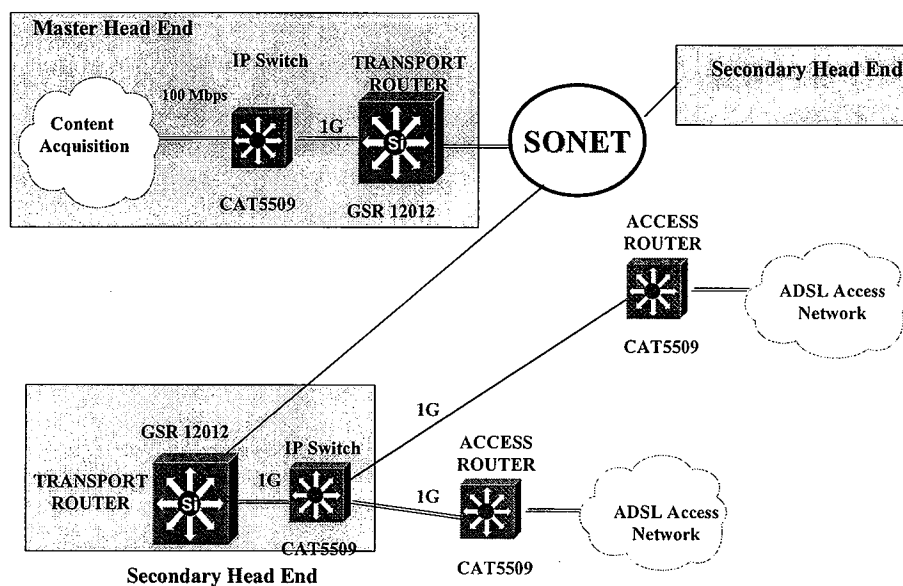 Master Head End
IP Switch
TRANSPORT
ROUTER
100 Mbps
Content
Acquisition
1G
Si
CAT5509
GSR 12012
SONET
Secondary Head End
ACCESS
ROUTER
ADSL Access
Network
CAT5509
1G
GSR 12012
IP Switch
TRANSPORT
ROUTER
Si
1G
CAT5509
Secondary Head End
1G
ACCESS
ROUTER
CAT5509
ADSL Access
Network